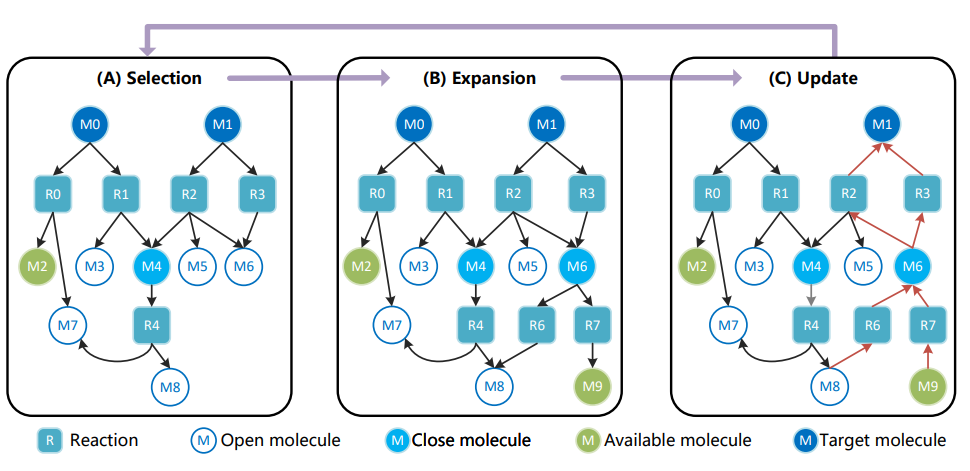 (A) Selection
(B) Expansion
(C) Update
M0 M1
R0 R1 R2 R3
M2 M3 M4 M5 M6
M7 R4
M8
M0 M1
R0 R1 R2 R3
M2 M3 M4 M5 M6
M7 R4 R6 R7
M8 M9
M0 M1
R0 R1 R2 R3
M2 M3 M4 M5 M6
M7 R4 R6 R7
M8 M9
R Reaction M Open molecule M Close molecule M Available molecule M Target molecule